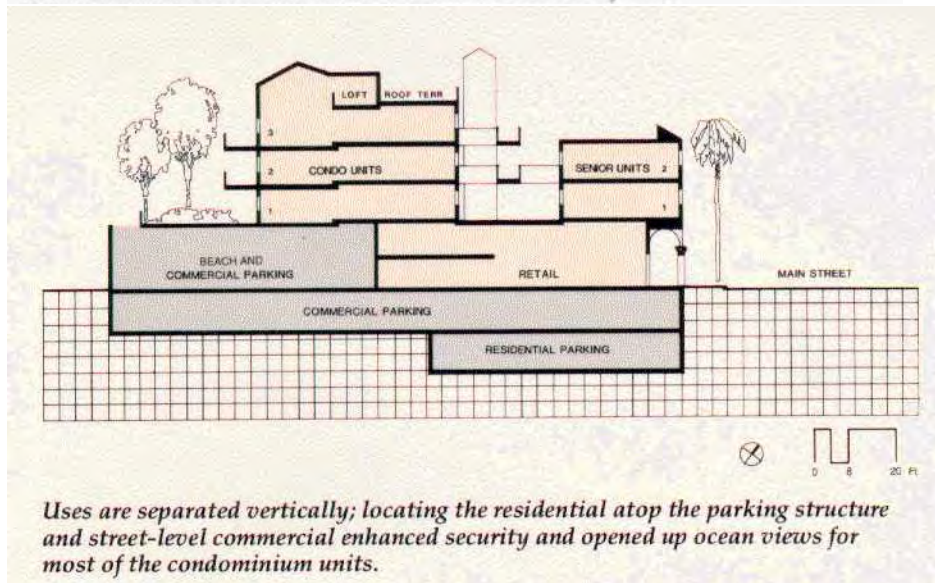 LOFT ROOF TERR
3
2 CONDO UNITS SENIOR UNITS 2
1 1
BEACH AND
COMMERCIAL PARKING
RETAIL
MAIN STREET
COMMERCIAL PARKING
RESIDENTIAL PARKING
0 8 20 Ft
Uses are separated vertically; locating the residential atop the parking structure
and street-level commercial enhanced security and opened up ocean views for
most of the condominium units.